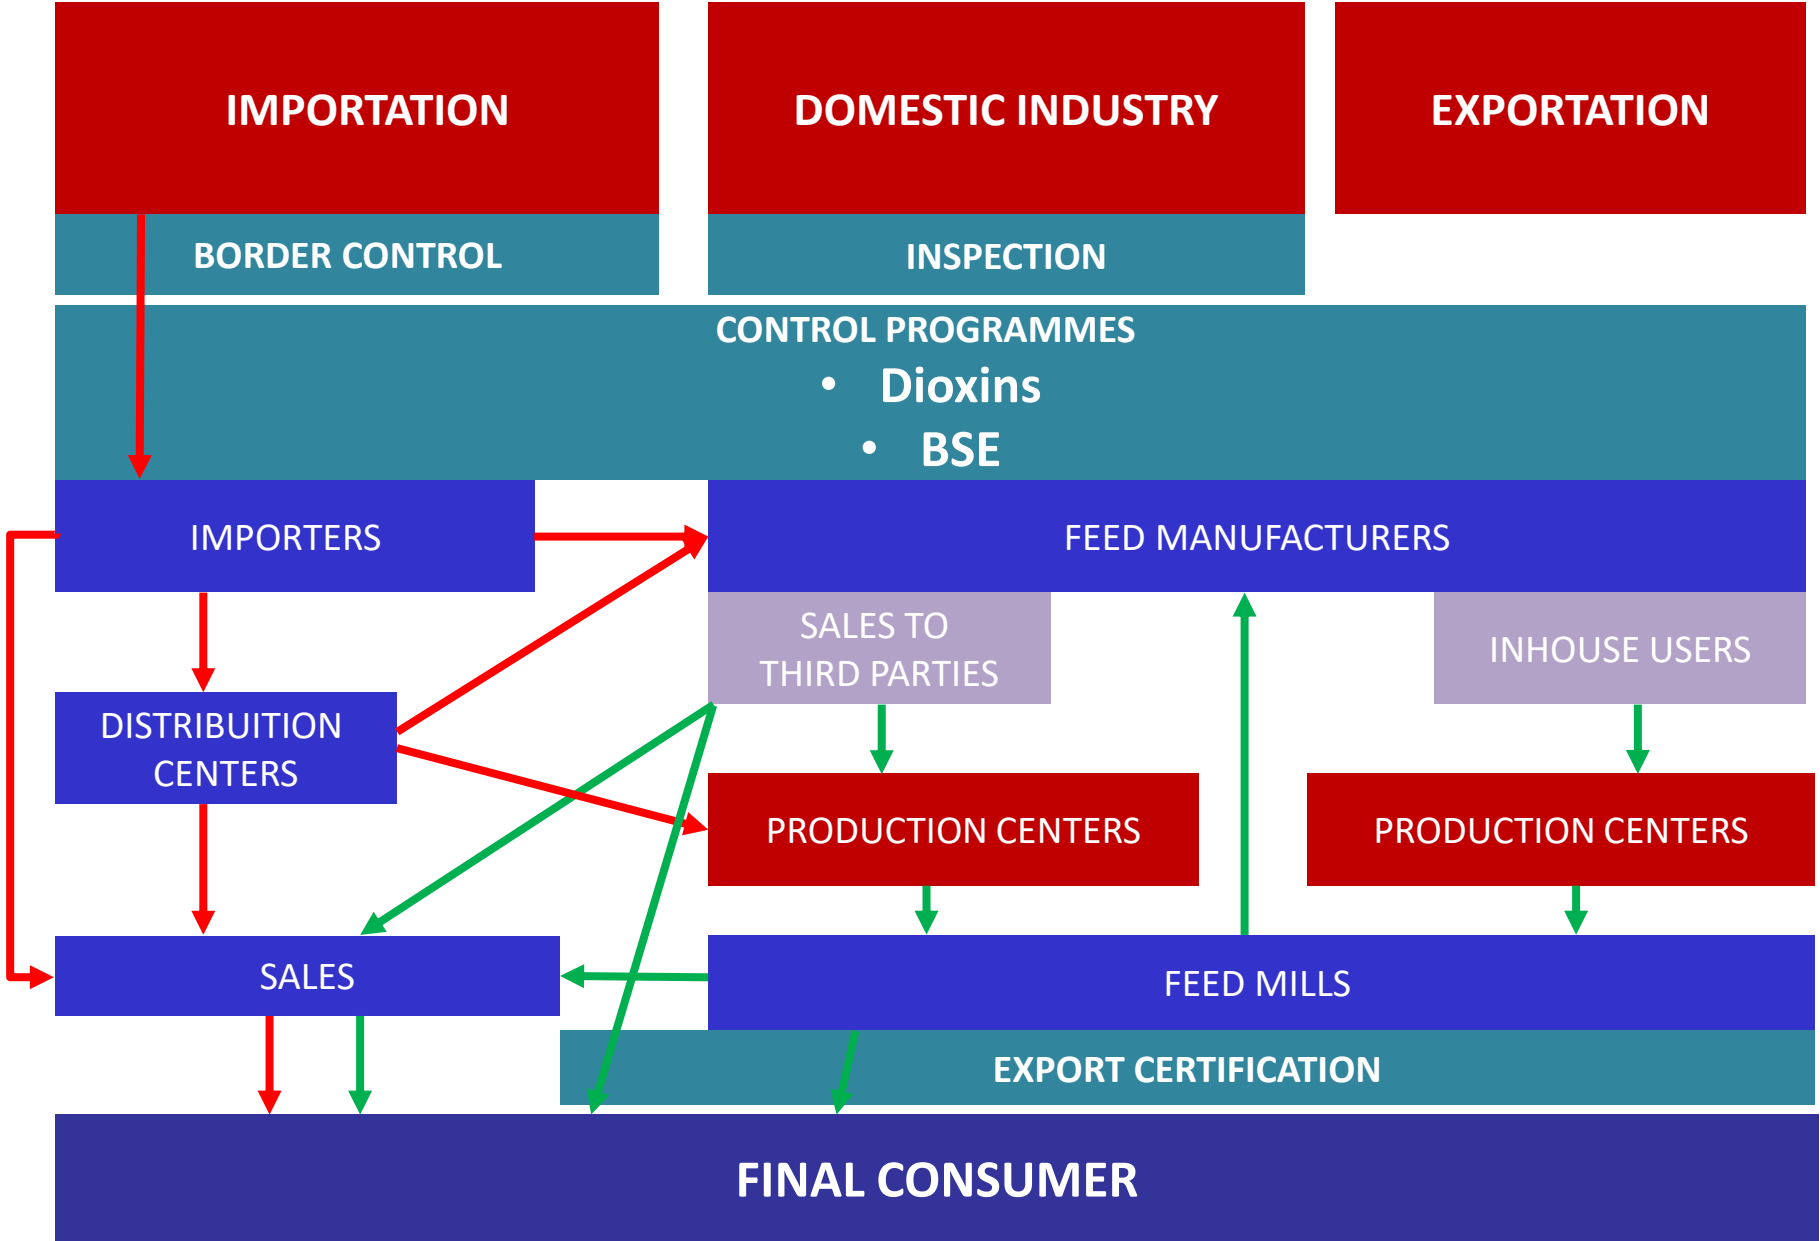 IMPORTATION
DOMESTIC INDUSTRY
EXPORTATION
BORDER CONTROL
INSPECTION
CONTROL PROGRAMMES
• Dioxins
• BSE
IMPORTERS
FEED MANUFACTURERS
SALES TO
THIRD PARTIES
INHOUSE USERS
DISTRIBUITION
CENTERS
PRODUCTION CENTERS
PRODUCTION CENTERS
SALES
FEED MILLS
EXPORT CERTIFICATION
FINAL CONSUMER